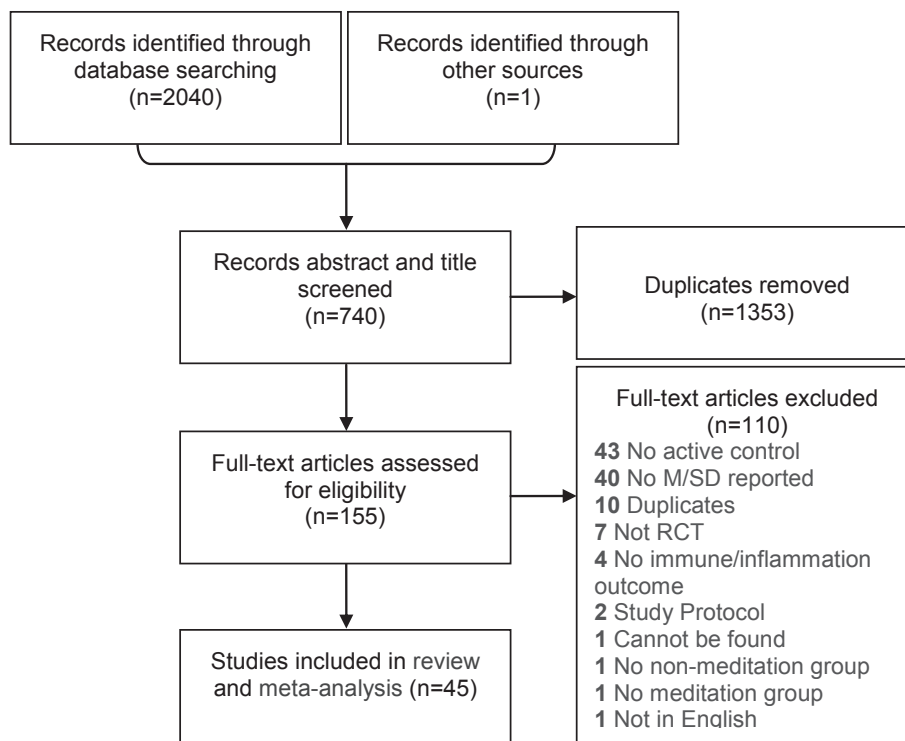 Records identified through
database searching
(n=2040)
Records identified through
other sources
(n=1)
Records abstract and title
screened
(n=740)
Duplicates removed
(n=1353)
Full-text articles assessed
for eligibility
(n=155)
Full-text articles excluded
(n=110)
43 No active control
40 No M/SD reported
10 Duplicates
7 Not RCT
4 No immune/inflammation
outcome
2 Study Protocol
1 Cannot be found
1 No non-meditation group
1 No meditation group
1 Not in English
Studies included in review
and meta-analysis (n=45)